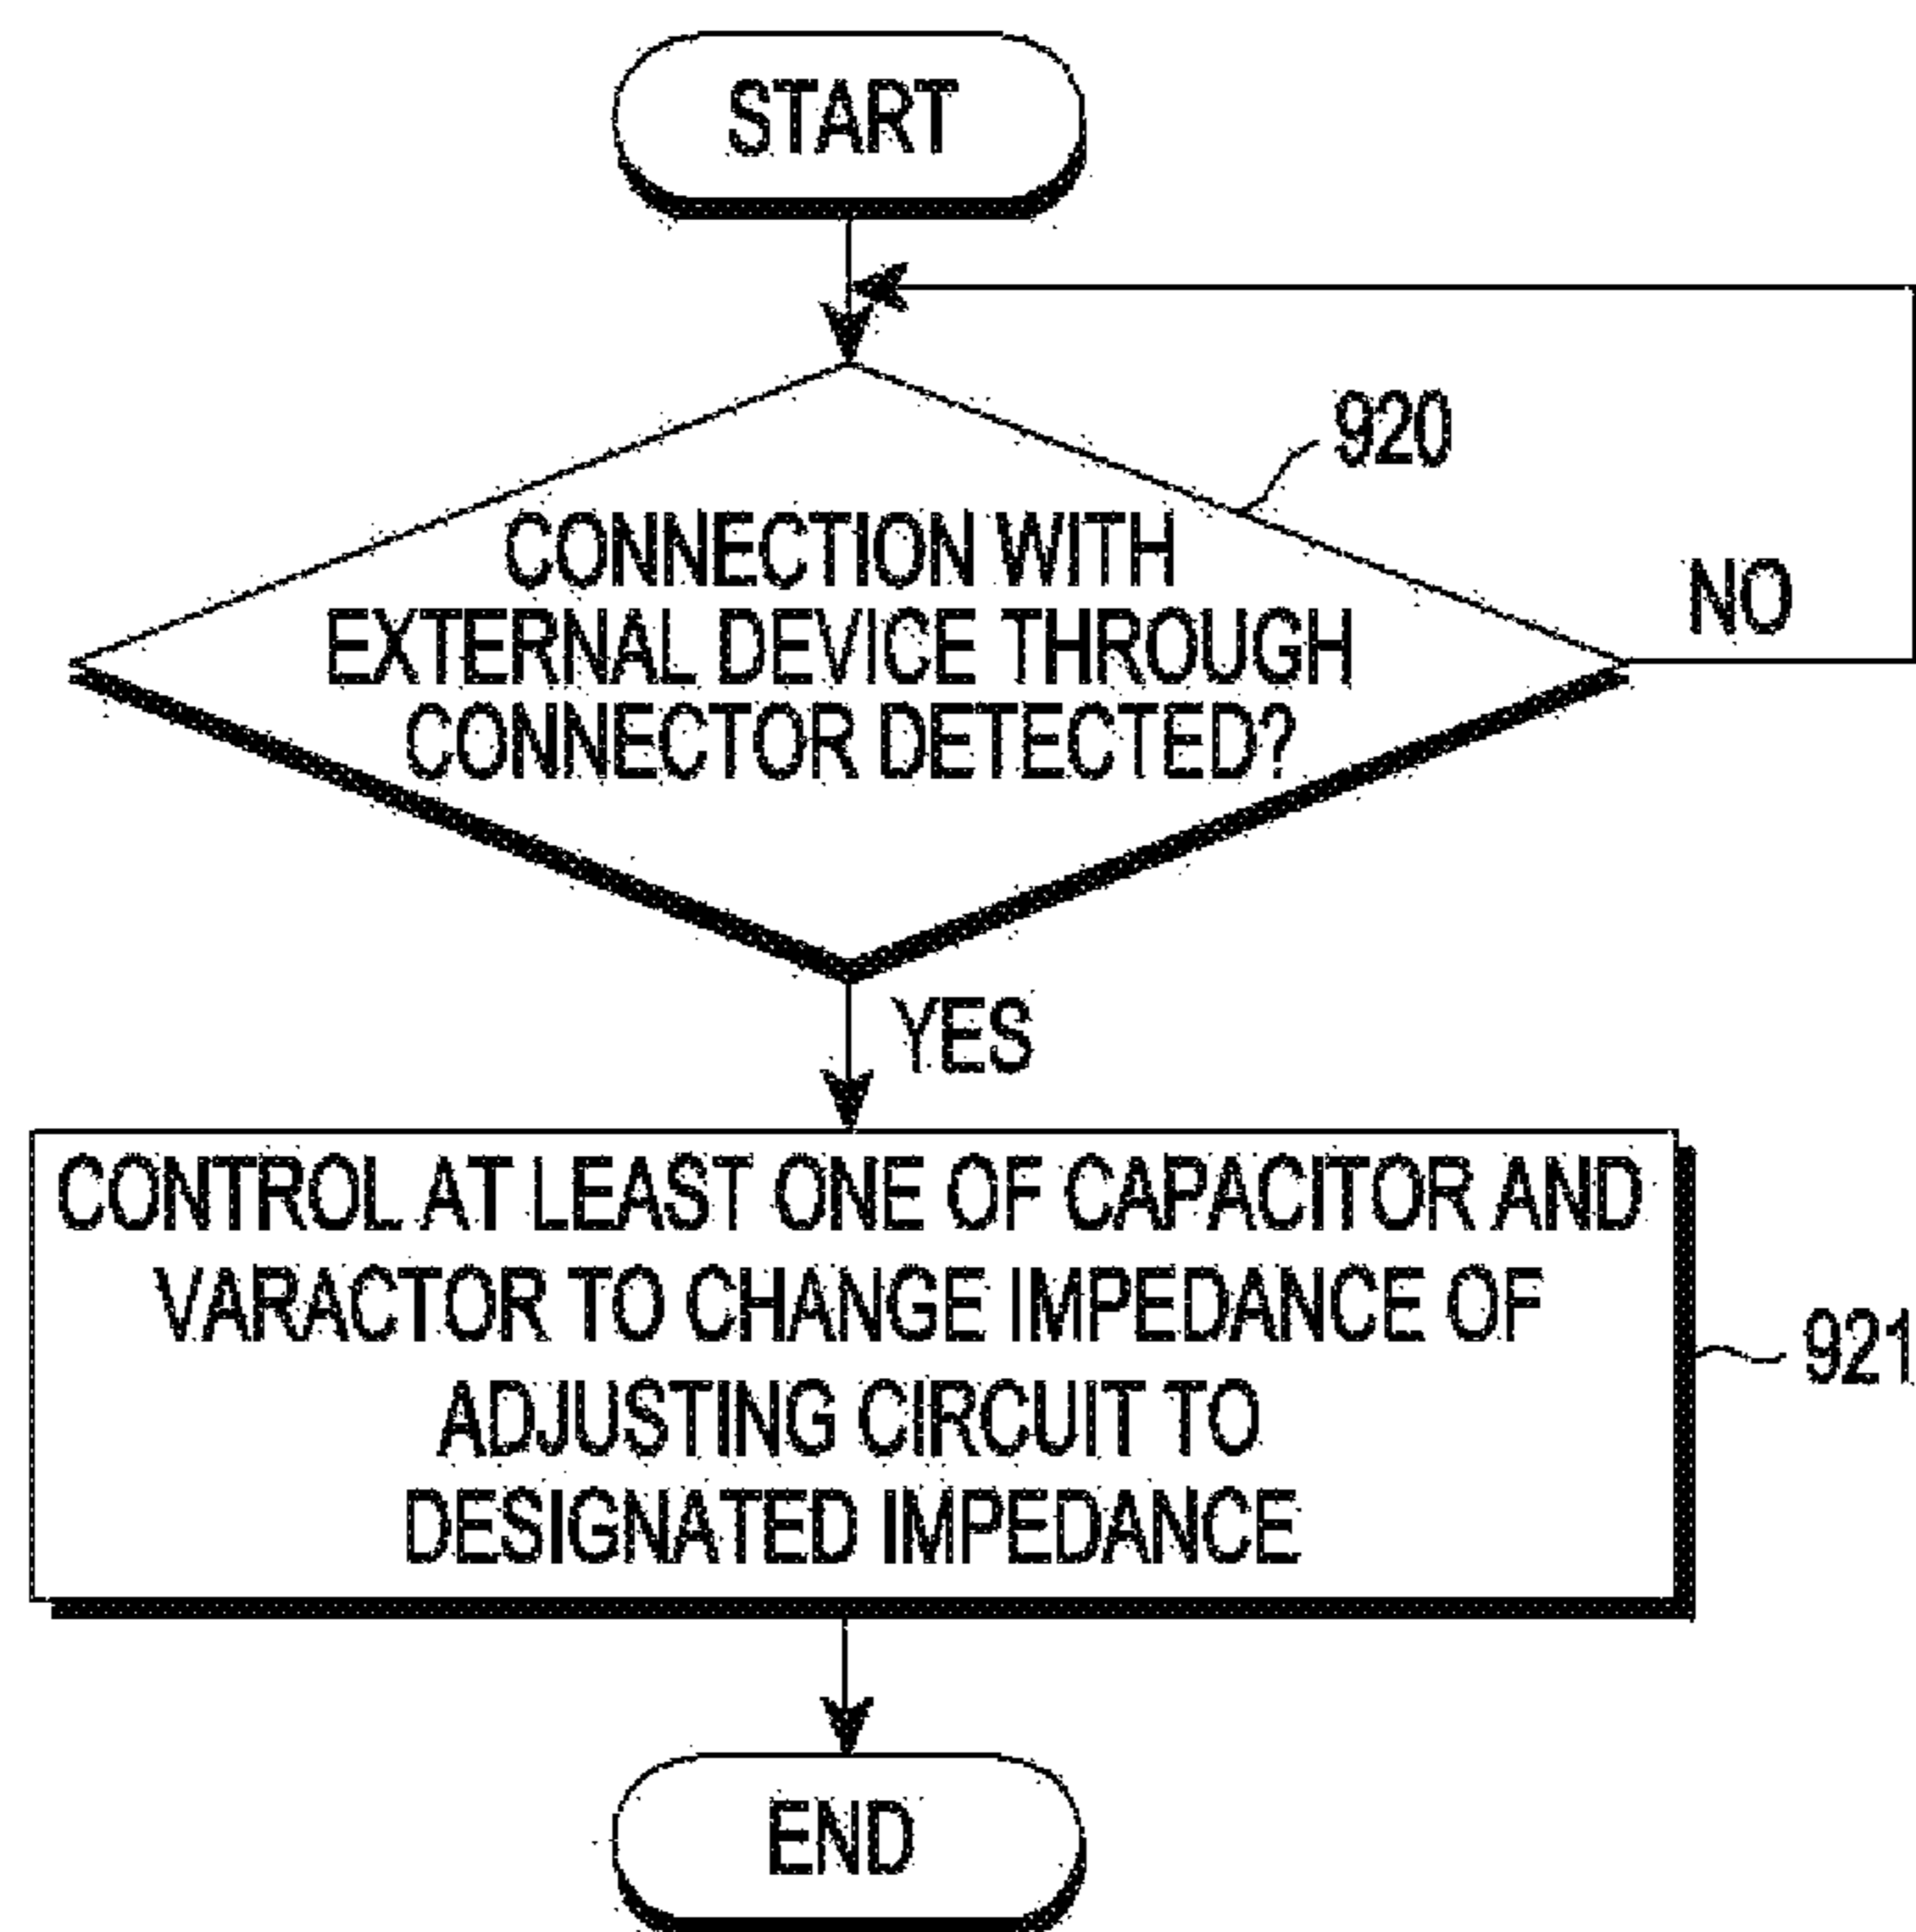 START
920
CONNECTION WITH
EXTERNAL DEVICE THROUGH
CONNECTOR DETECTED?
NO
YES
CONTROL AT LEAST ONE OF CAPACITOR AND
VARACTOR TO CHANGE IMPEDANCE OF
ADJUSTING CIRCUIT TO
DESIGNATED IMPEDANCE
921
END